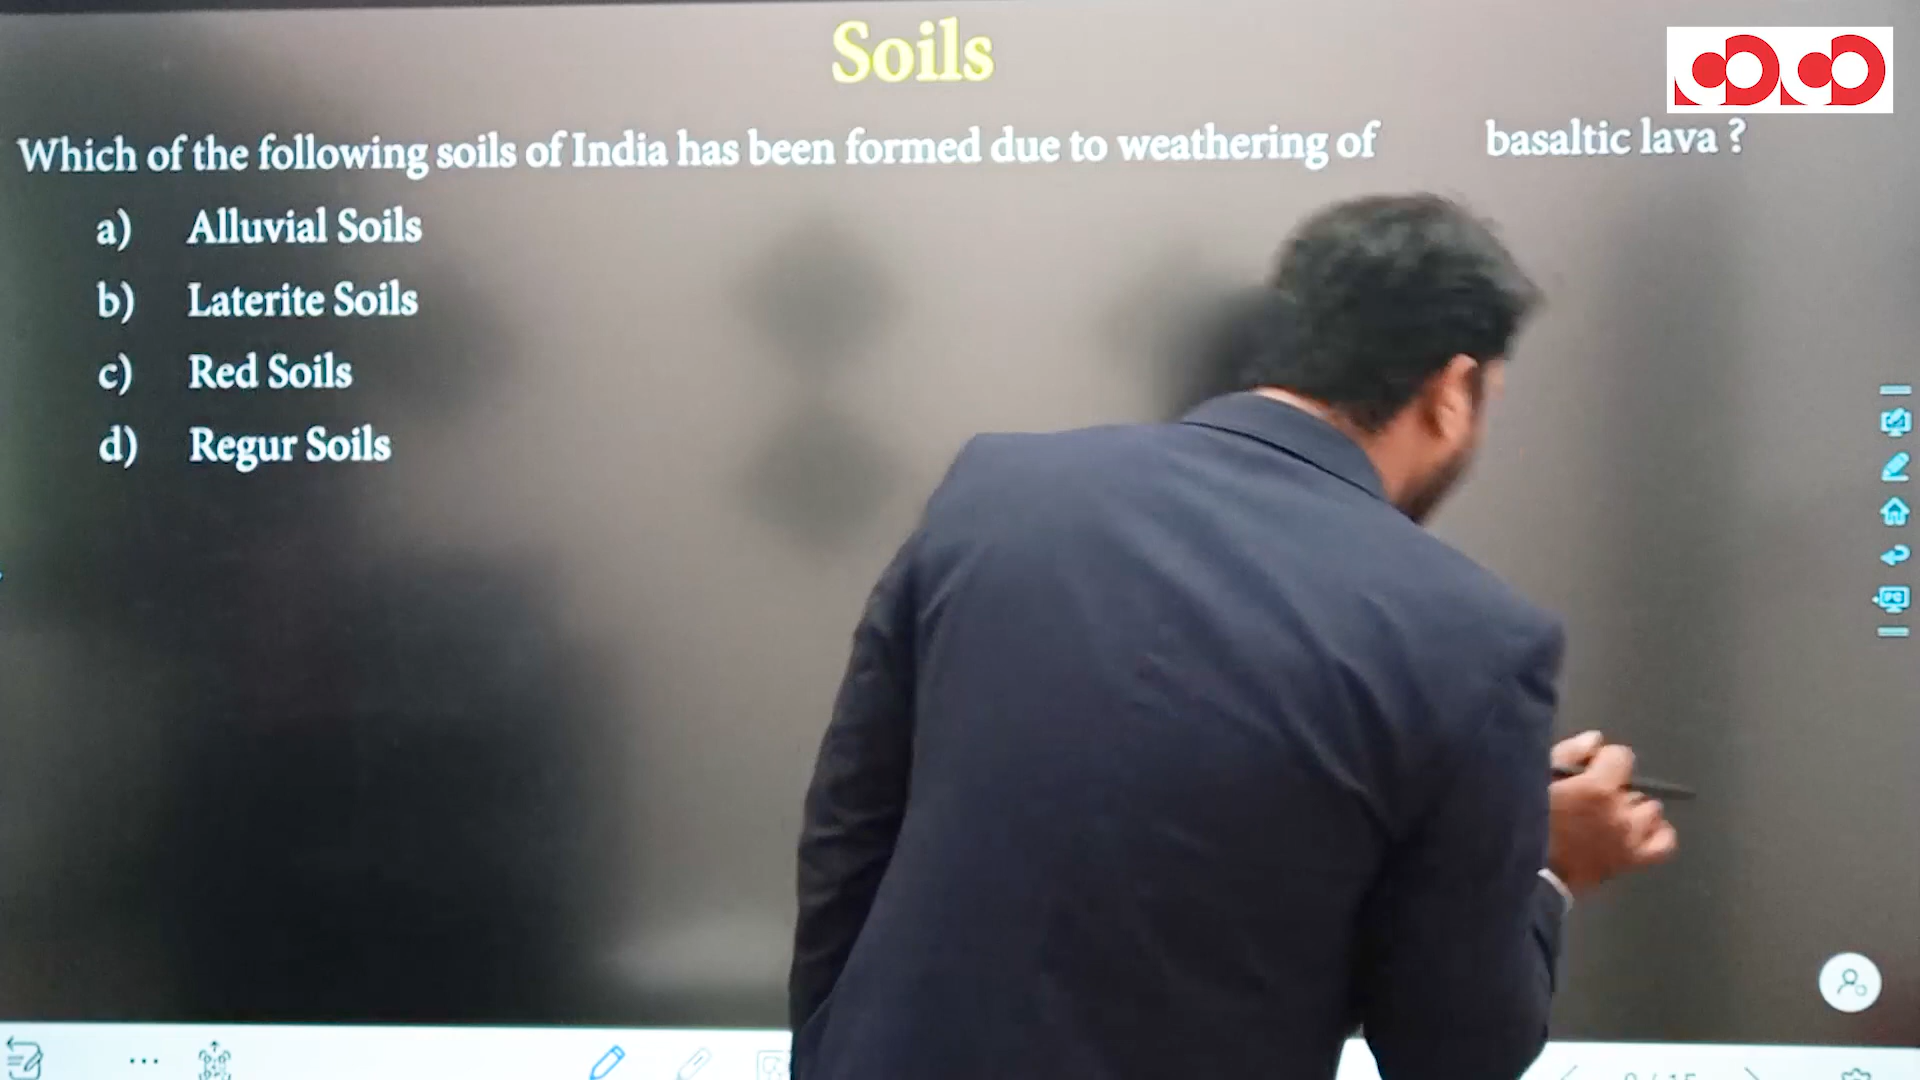 Soils
Which of the following soils of India has been formed due to weathering of basaltic lava ?
a) Alluvial Soils
b) Laterite Soils
c) Red Soils
d) Regur Soils
PC